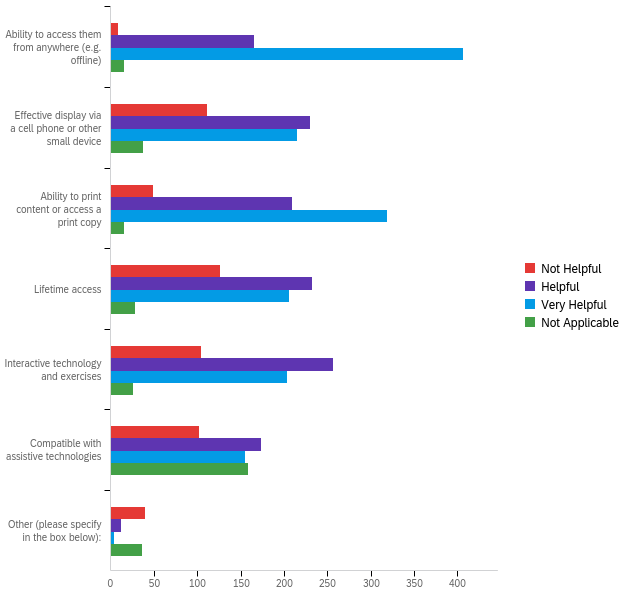 Ability to access them
from anywhere (e.g.
offline)
Effective display via
a cell phone or other
small device
Ability to print
content or access a
print copy
Lifetime access
Interactive technology
and exercises
Compatible with
assistive technologies
Other (please specify
in the box below):
0 50 100 150 200 250 300 350 400
Not Helpful
Helpful
Very Helpful
Not Applicable